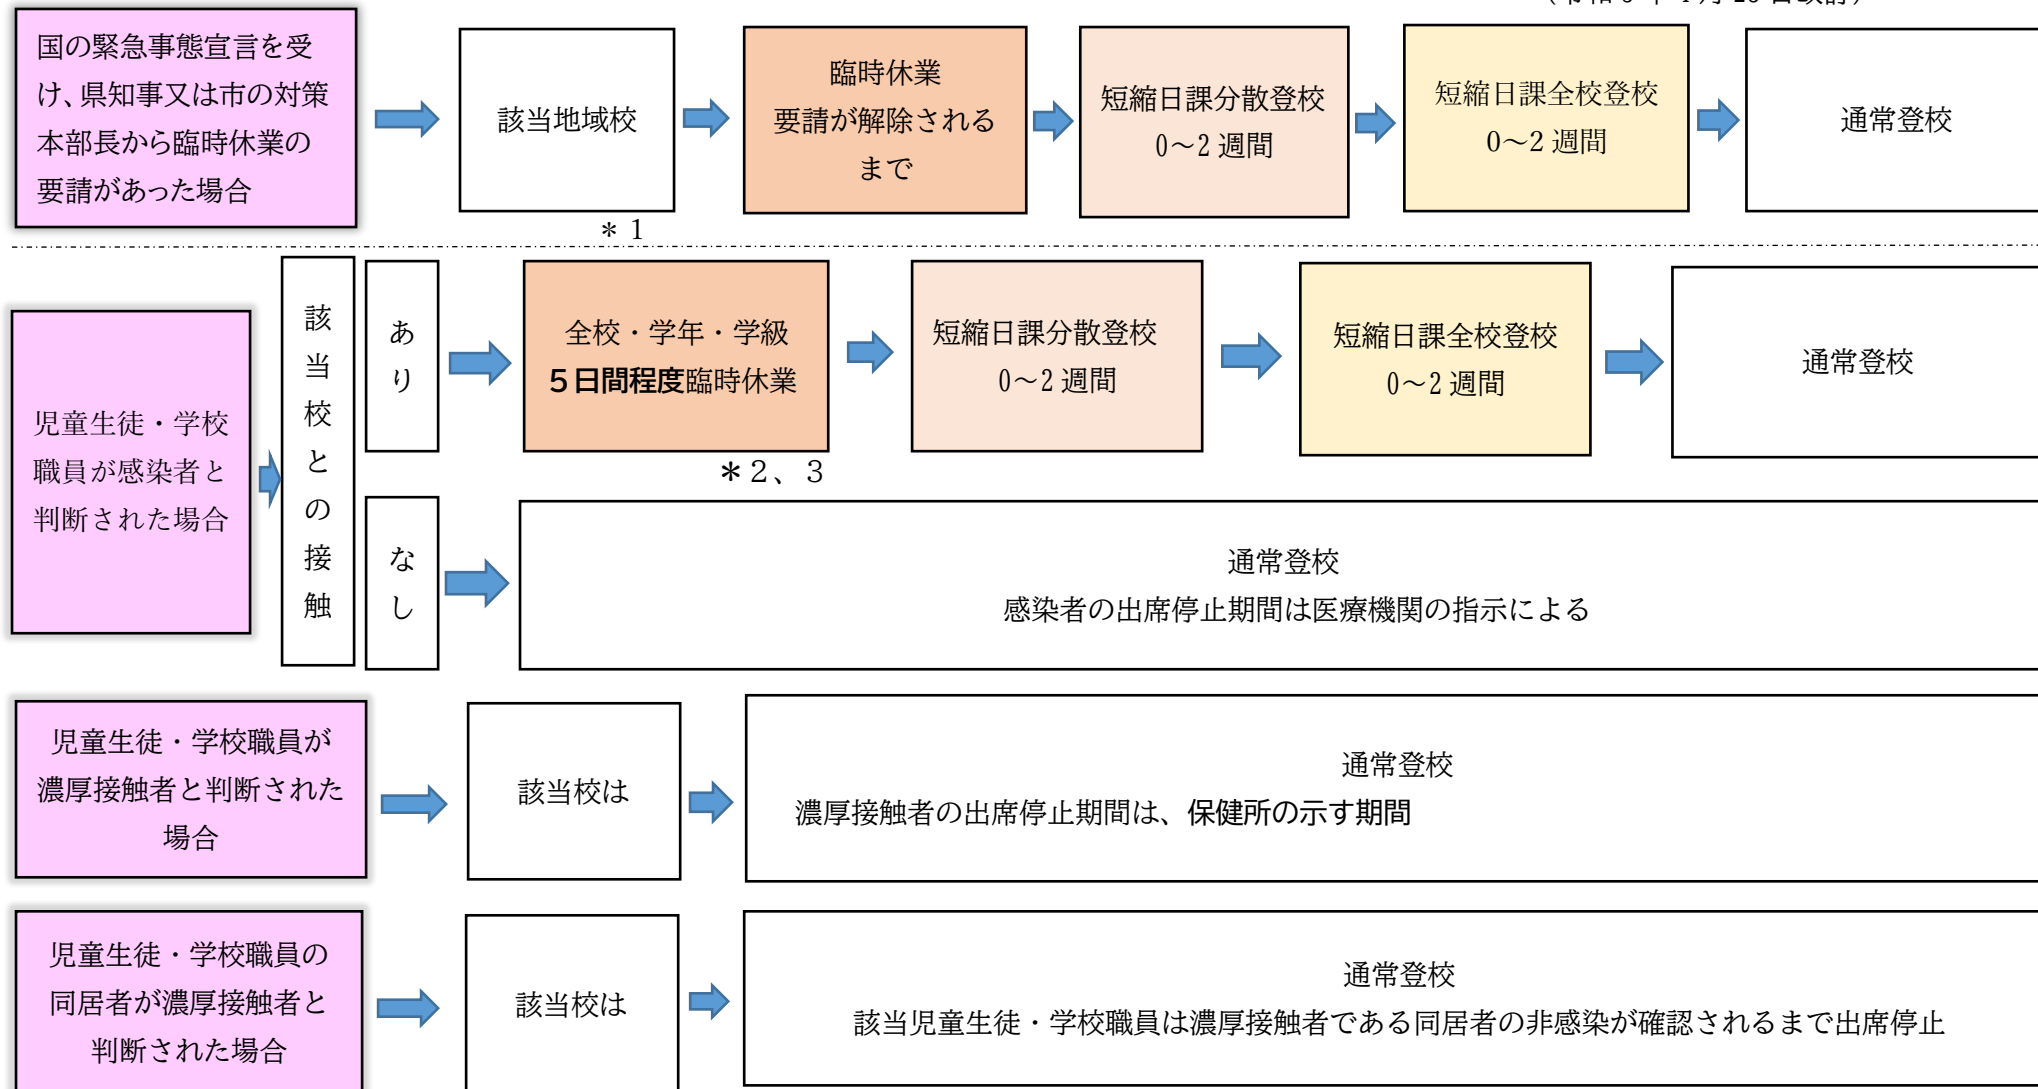 国の緊急事態宣言を受
け、県知事又は市の対策
本部長から臨時休業の
要請があった場合
該当地域校
＊1
臨時休業
要請が解除される
まで
短縮日課分散登校
0～2 週間
短縮日課全校登校
0～2 週間
通常登校
児童生徒・学校
職員が感染者と
判断された場合
該当校との接触
あり
全校・学年・学級
５日間程度臨時休業
＊２、３
短縮日課分散登校
0～2 週間
短縮日課全校登校
0～2 週間
通常登校
なし
通常登校
感染者の出席停止期間は医療機関の指示による
児童生徒・学校職員が
濃厚接触者と判断された
場合
該当校は
通常登校
濃厚接触者の出席停止期間は、保健所の示す期間
児童生徒・学校職員の
同居者が濃厚接触者と
判断された場合
該当校は
通常登校
該当児童生徒・学校職員は濃厚接触者である同居者の非感染が確認されるまで出席停止